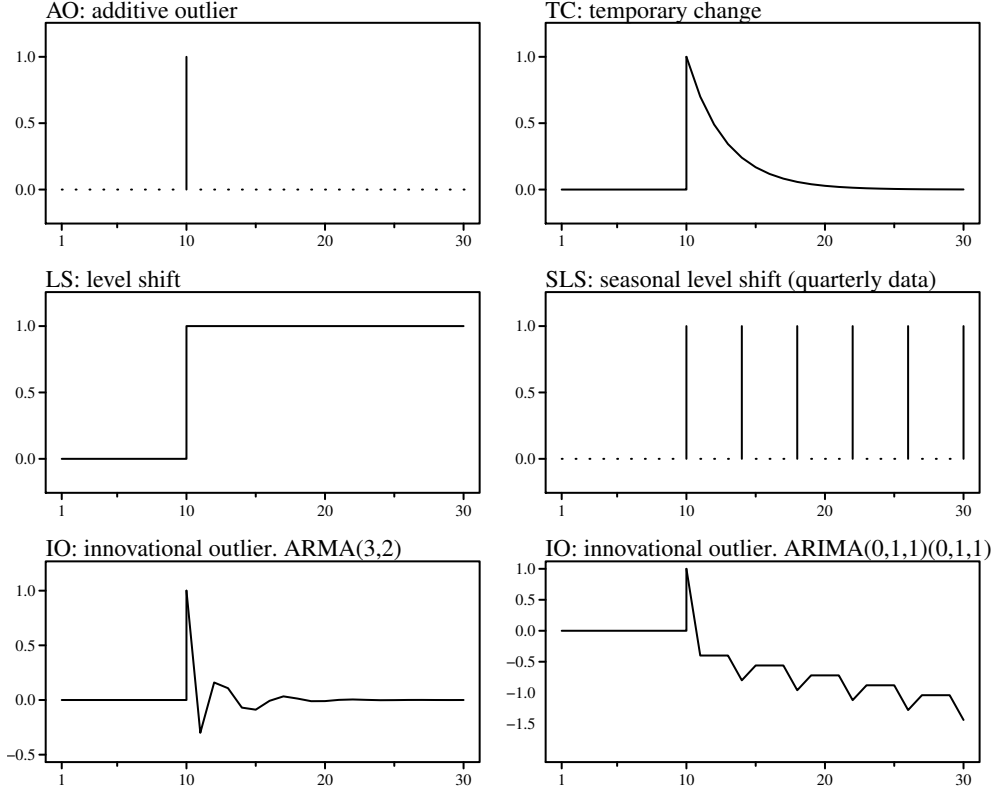 AO: additive outlier
1.0
0.5
0.0
1 10 20 30
TC: temporary change
1.0
0.5
0.0
1 10 20 30
LS: level shift
1.0
0.5
0.0
1 10 20 30
SLS: seasonal level shift (quarterly data)
1.0
0.5
0.0
1 10 20 30
IO: innovational outlier. ARMA(3,2)
1.0
0.5
0.0
−0.5
1 10 20 30
IO: innovational outlier. ARIMA(0,1,1)(0,1,1)
1.0
0.5
0.0
−0.5
−1.0
−1.5
1 10 20 30